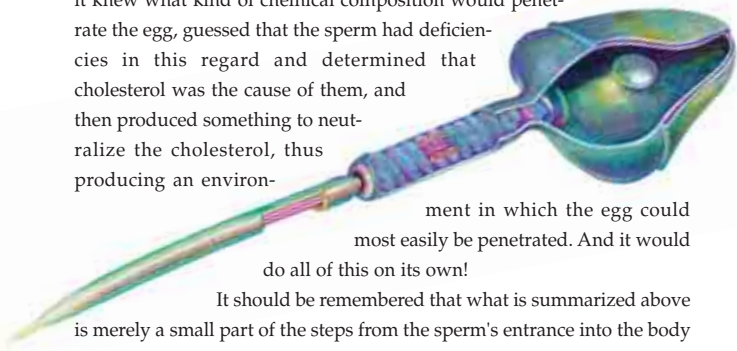 it knew what kind of chemical composition would penet-
rate the egg, guessed that the sperm had deficien-
cies in this regard and determined that
cholesterol was the cause of them, and
then produced something to neut-
ralize the cholesterol, thus
producing an environ-
ment in which the egg could
most easily be penetrated. And it would
do all of this on its own!
It should be remembered that what is summarized above
is merely a small part of the steps from the sperm's entrance into the body